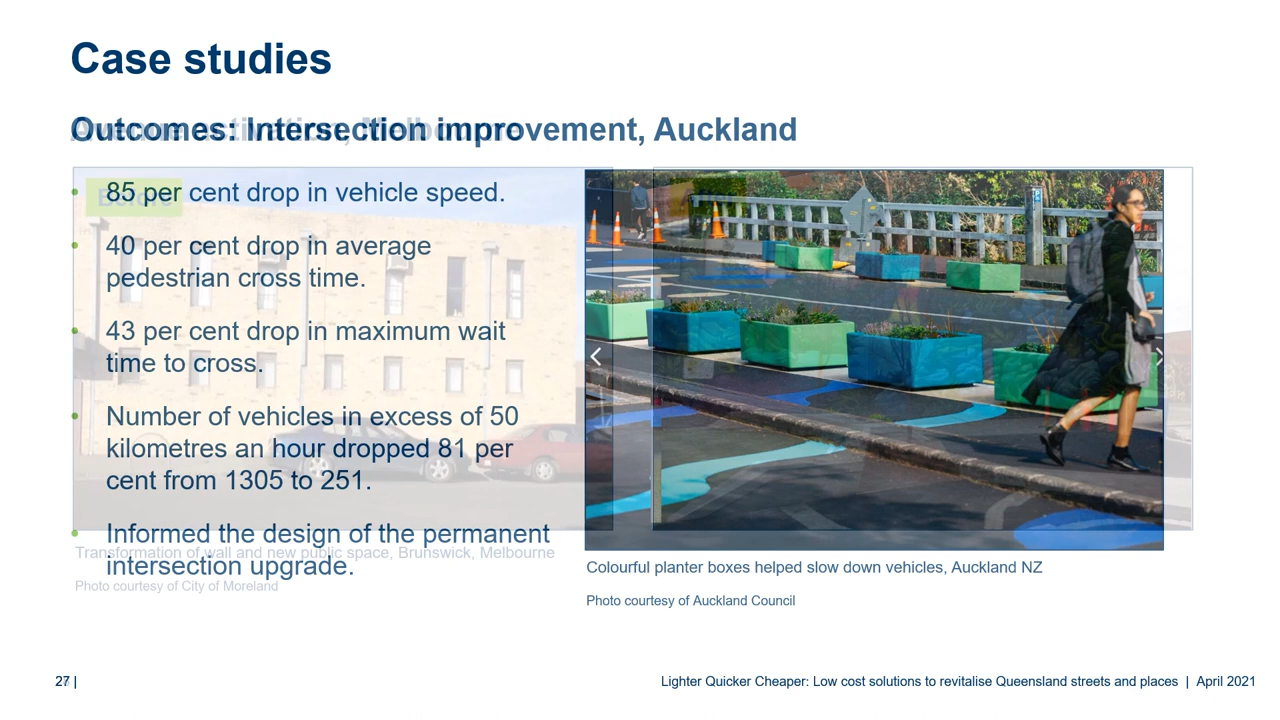 Case studies
Outcomes: Intersection improvement, Auckland
• 85 per cent drop in vehicle speed.
• 40 per cent drop in average
pedestrian cross time.
• 43 per cent drop in maximum wait
time to cross.
• Number of vehicles in excess of 50
kilometres an hour dropped 81 per
cent from 1305 to 251.
• Informed the design of the permanent
intersection upgrade.
Transformation of wall and new public space, Brunswick, Melbourne
Photo courtesy of City of Moreland
Colourful planter boxes helped slow down vehicles, Auckland NZ
Photo courtesy of Auckland Council
27 |
Lighter Quicker Cheaper: Low cost solutions to revitalise Queensland streets and places | April 2021